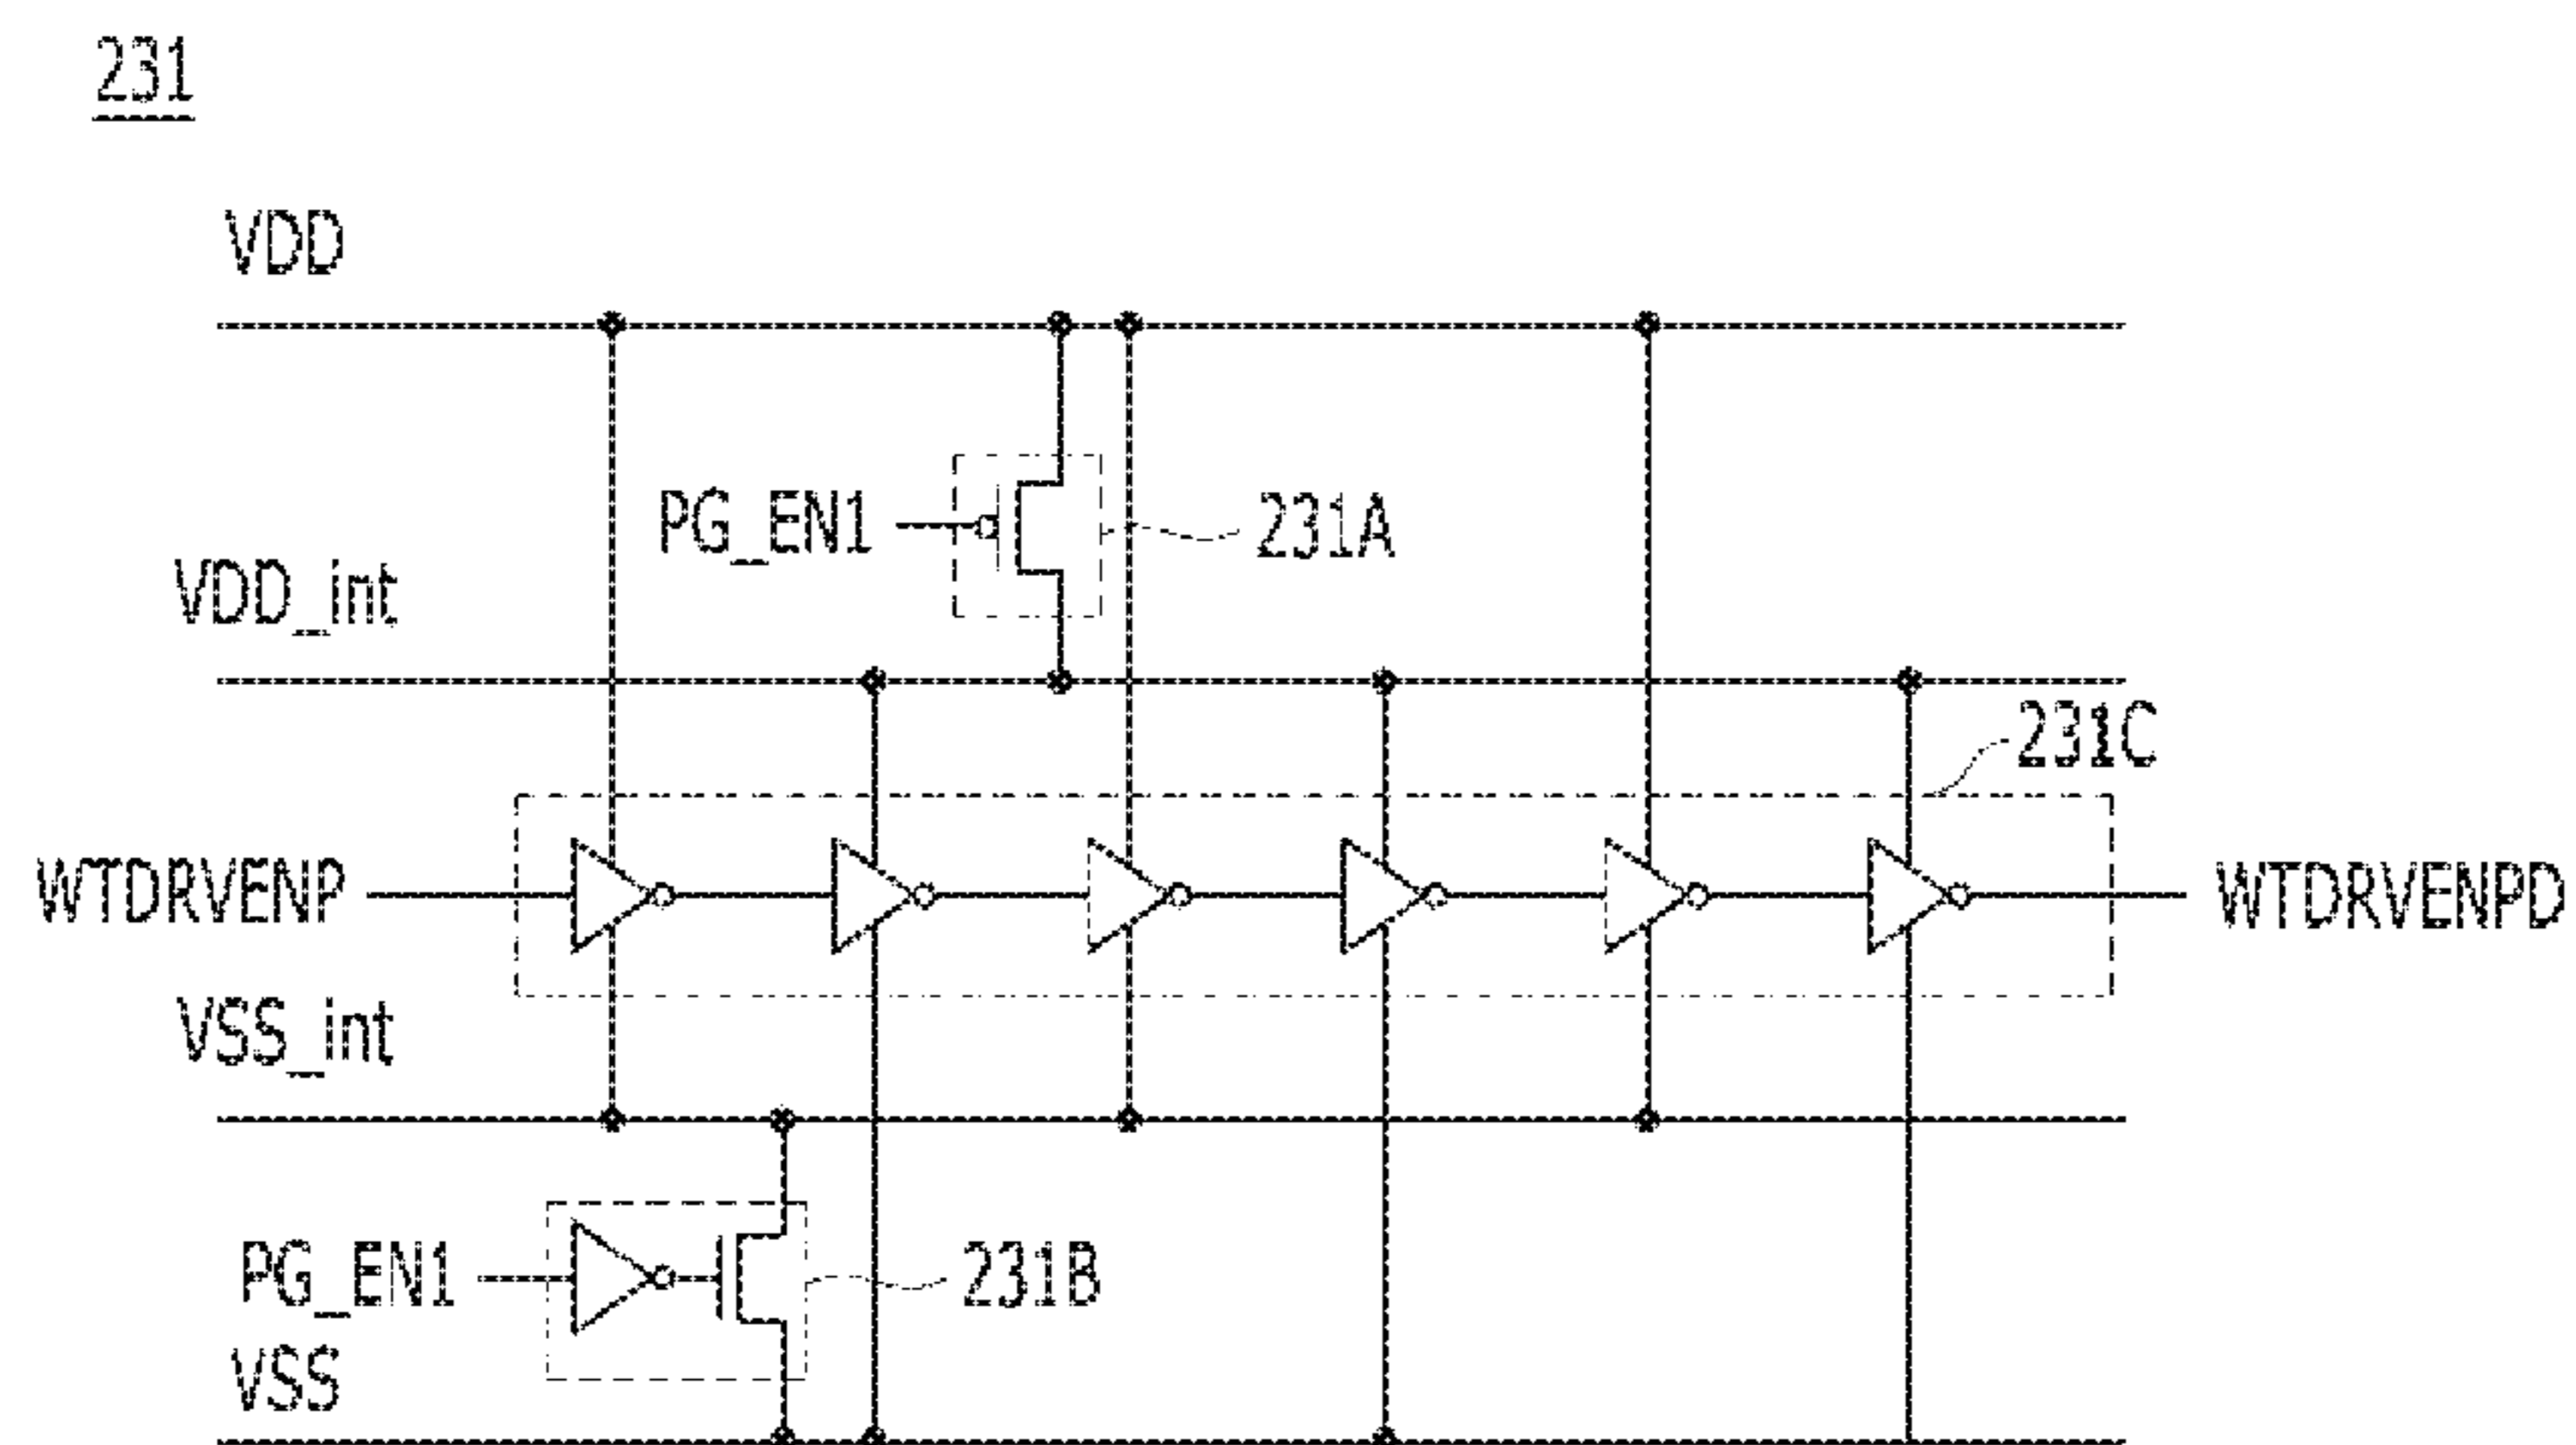 231
VDD
PG_EN1
231A
VDD_int
231C
WTDRVENP
WTDRVENPD
VSS_int
PG_EN1
231B
VSS